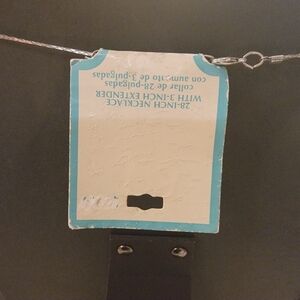 28-INCH NECKLACE
WITH 3-INCH EXTENDER
collar de 28-pulgadas
con aumento de 3-pulgadas